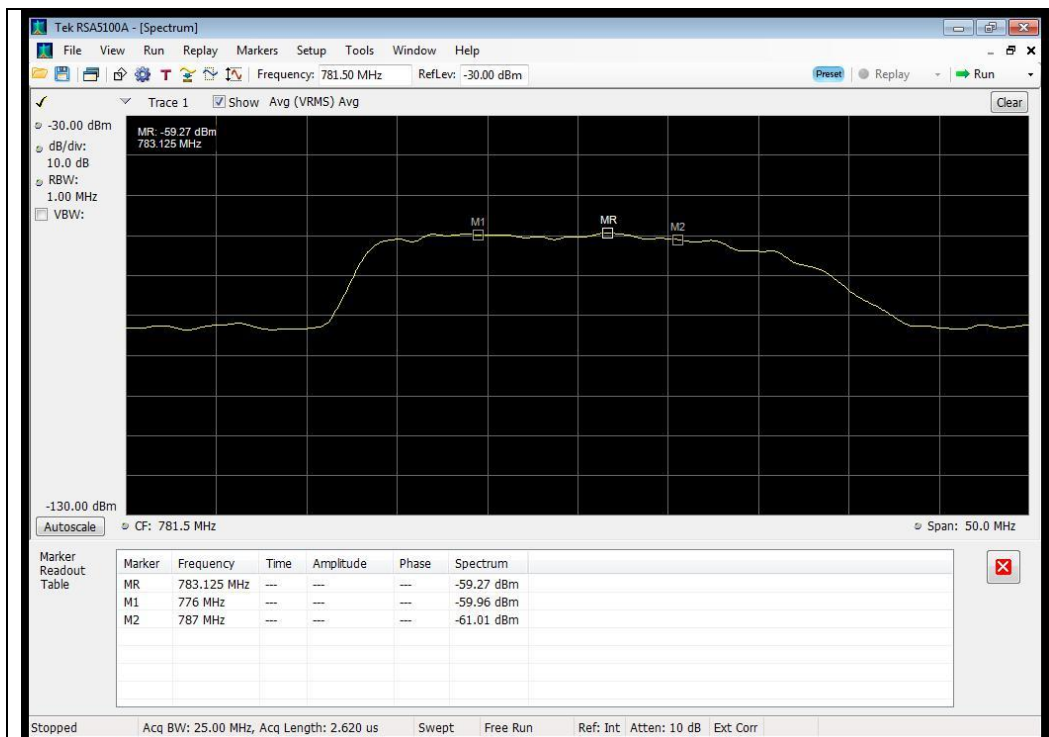 Tek RSA5100A - [Spectrum]
File View Run Replay Markers Setup Tools Window Help
T Frequency: 781.50 MHz RefLev: -30.00 dBm Preset Replay Run
Trace 1 Show Avg (VRMS) Avg Clear
-30.00 dBm
dB/div:
10.0 dB
RBW:
1.00 MHz
VBW:
MR: -59.27 dBm
783.125 MHz
M1 MR M2
-130.00 dBm
Autoscale CF: 781.5 MHz Span: 50.0 MHz
Marker
Readout
Table
Marker Frequency Time Amplitude Phase Spectrum
MR 783.125 MHz --- --- --- -59.27 dBm
M1 776 MHz --- --- --- -59.96 dBm
M2 787 MHz --- --- --- -61.01 dBm
Stopped Acq BW: 25.00 MHz, Acq Length: 2.620 us Swept Free Run Ref: Int Atten: 10 dB Ext Corr